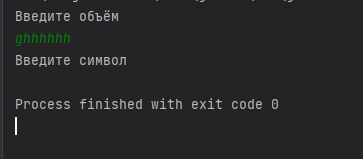 Введите объём
ghhhhhh
Введите символ
Process finished with exit code 0